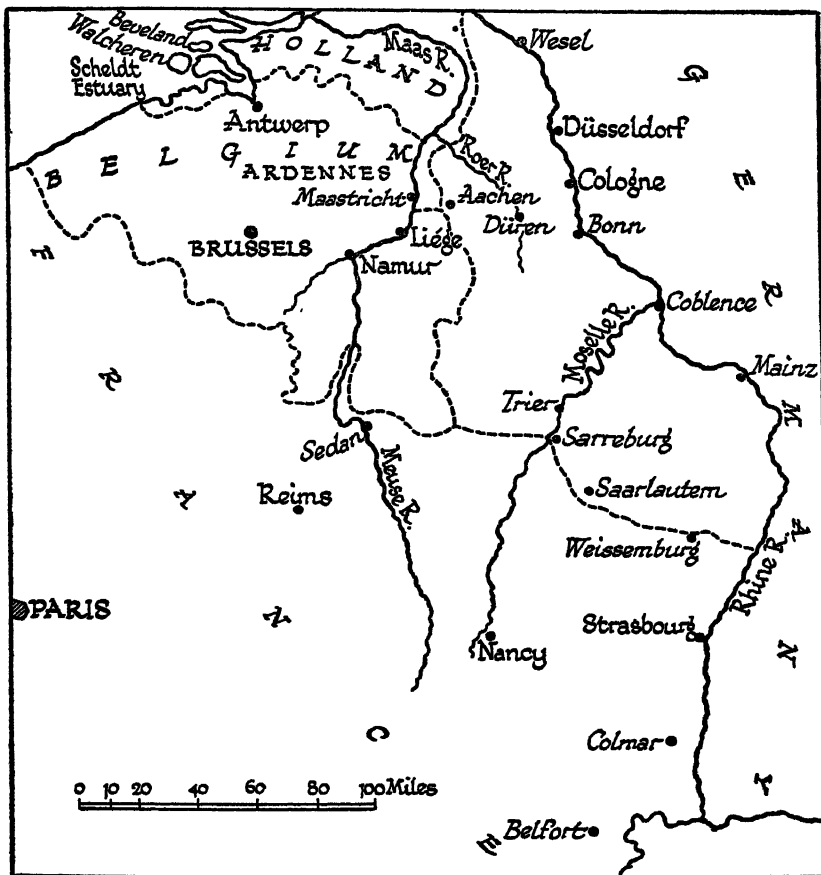 Beveland
Walcheren
Scheldt
Estuary
HOLLAND
Maas R.
Wesel
GERMANY
Antwerp
Düsseldorf
BELGIUM
ARDENNES
Roer R.
Maastricht
Aachen
Cologne
Düren
BRUSSELS
Liége
Bonn
Namur
FRANCE
Coblence
Moselle R.
Mainz
Trier
Sedan
Sarreburg
Meuse R.
Reims
Saarlautern
Weissemburg
Rhine R.
PARIS
Strasbourg
Nancy
Colmar
0 10 20 40 60 80 100 Miles
Belfort